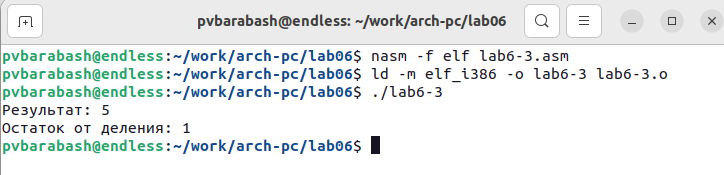 pvbarabash@endless: ~/work/arch-pc/lab06
pvbarabash@endless:~/work/arch-pc/lab06$ nasm -f elf lab6-3.asm
pvbarabash@endless:~/work/arch-pc/lab06$ ld -m elf_i386 -o lab6-3 lab6-3.o
pvbarabash@endless:~/work/arch-pc/lab06$ ./lab6-3
Результат: 5
Остаток от деления: 1
pvbarabash@endless:~/work/arch-pc/lab06$